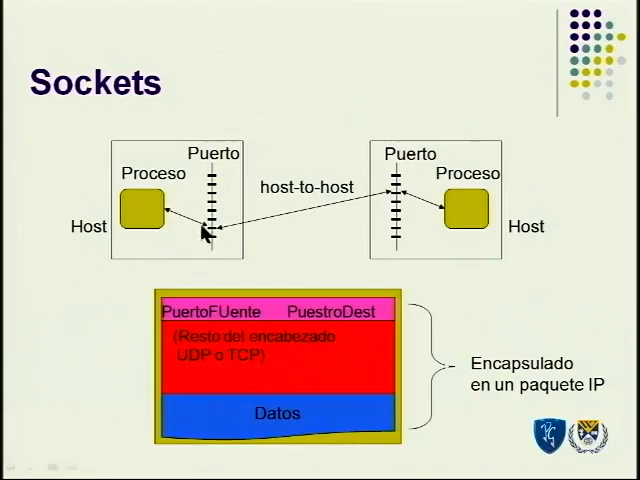 Sockets
Puerto
Proceso
Host
host-to-host
Puerto
Proceso
Host
PuertoFUente PuestroDest
(Resto del encabezado
UDP o TCP)
Datos
Encapsulado
en un paquete IP